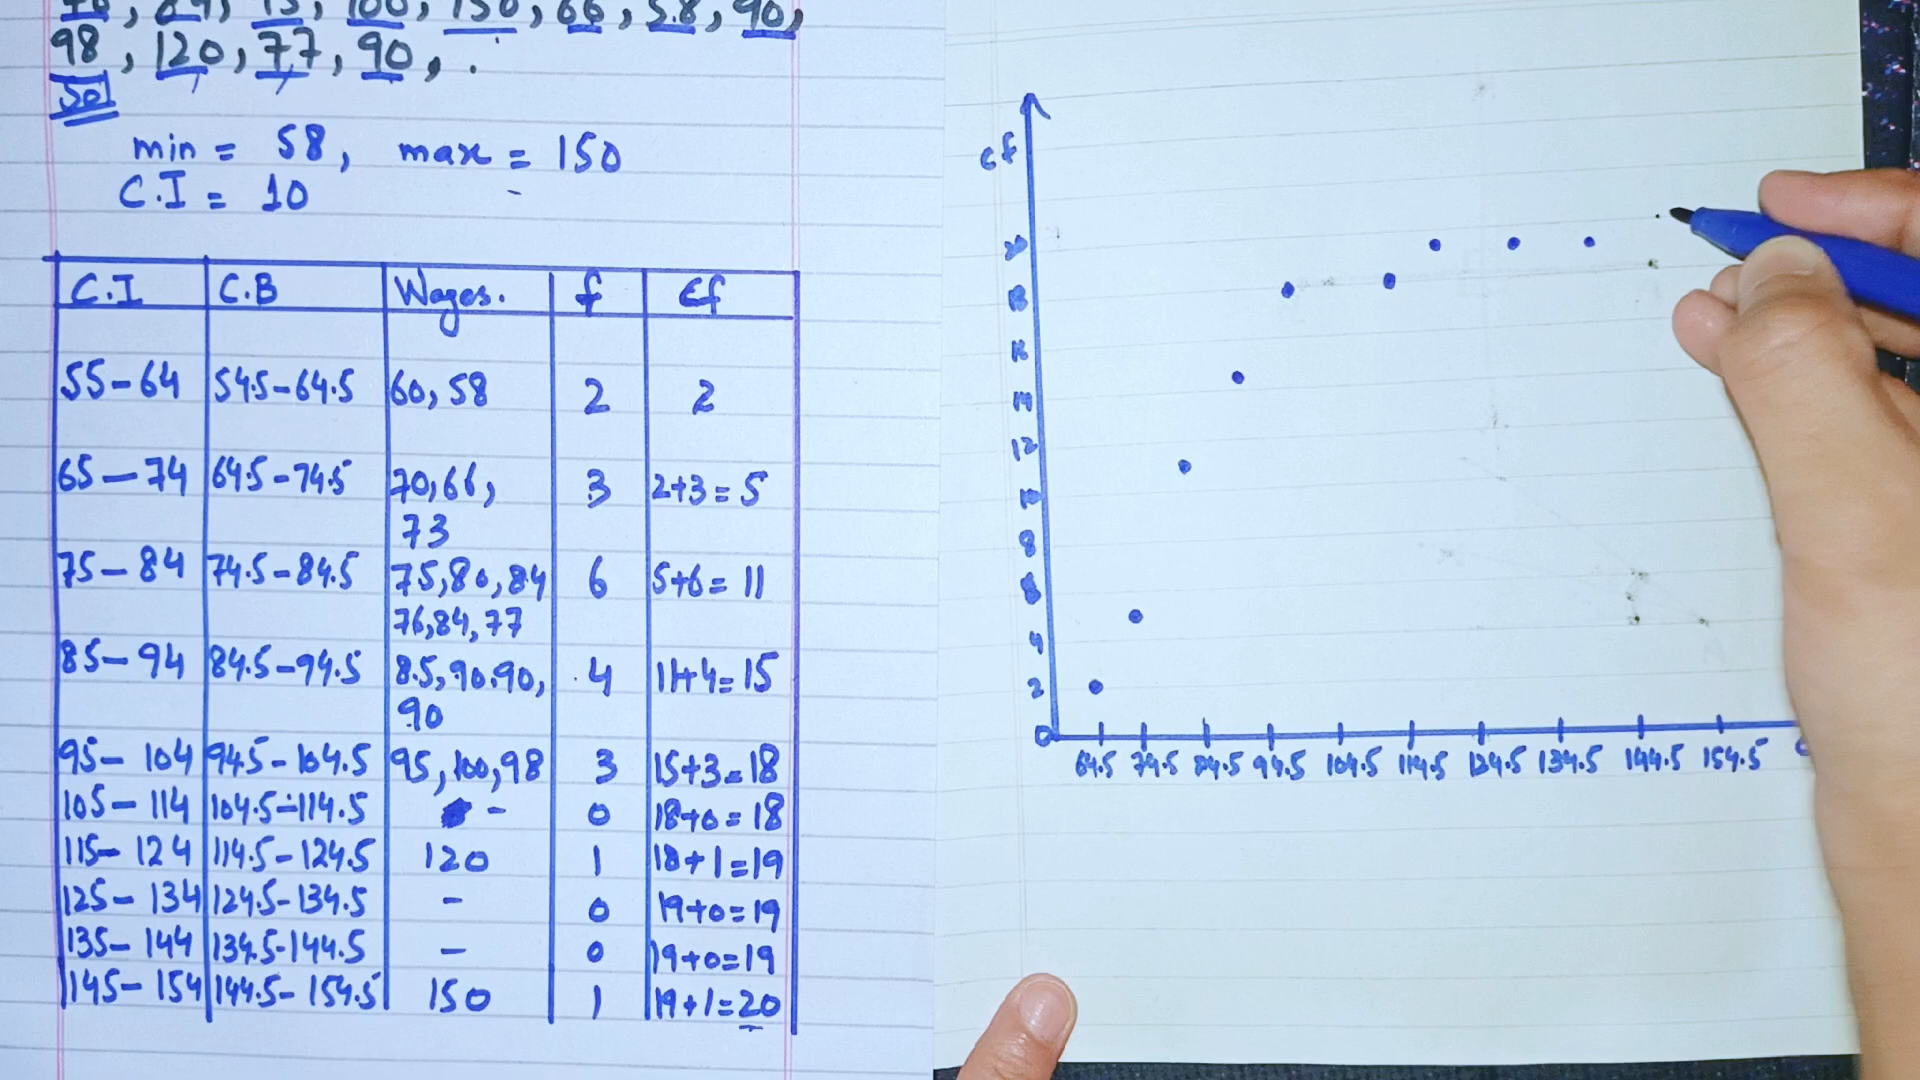 70, 84, 75, 100, 150, 66, 58, 90,
98, 120, 77, 90, .
Sol
min = 58, max = 150
C.I = 10
C.I C.B Wages. f cf
55-64 54.5-64.5 60, 58 2 2
65-74 64.5-74.5 70,66, 3 2+3=5
73
75-84 74.5-84.5 75,80,84 6 5+6=11
76,84,77
85-94 84.5-94.5 85,90,90, 4 11+4=15
90
95-104 94.5-104.5 95,100,98 3 15+3=18
105-114 104.5-114.5 - 0 18+0=18
115-124 114.5-124.5 120 1 18+1=19
125-134 124.5-134.5 - 0 19+0=19
135-144 134.5-144.5 - 0 19+0=19
145-154 144.5-154.5 150 1 19+1=20
cf
20
18
16
14
12
10
8
6
4
2
0
64.5 74.5 84.5 94.5 104.5 114.5 124.5 134.5 144.5 154.5